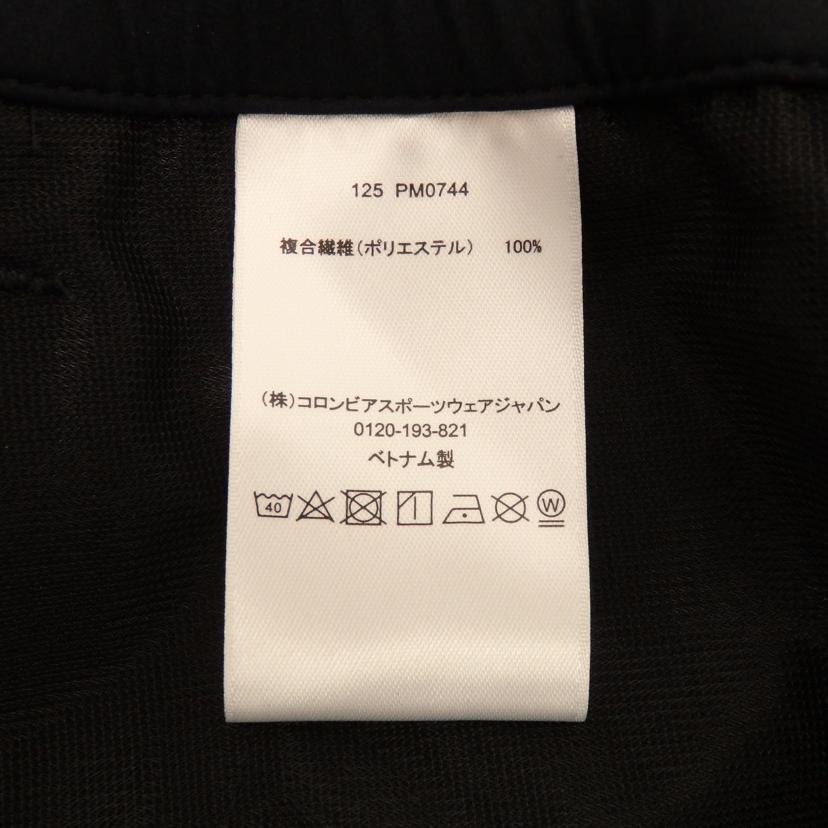 125 PM0744
複合繊維(ポリエステル) 100%
(株)コロンビアスポーツウェアジャパン
0120-193-821
ベトナム製
40 W